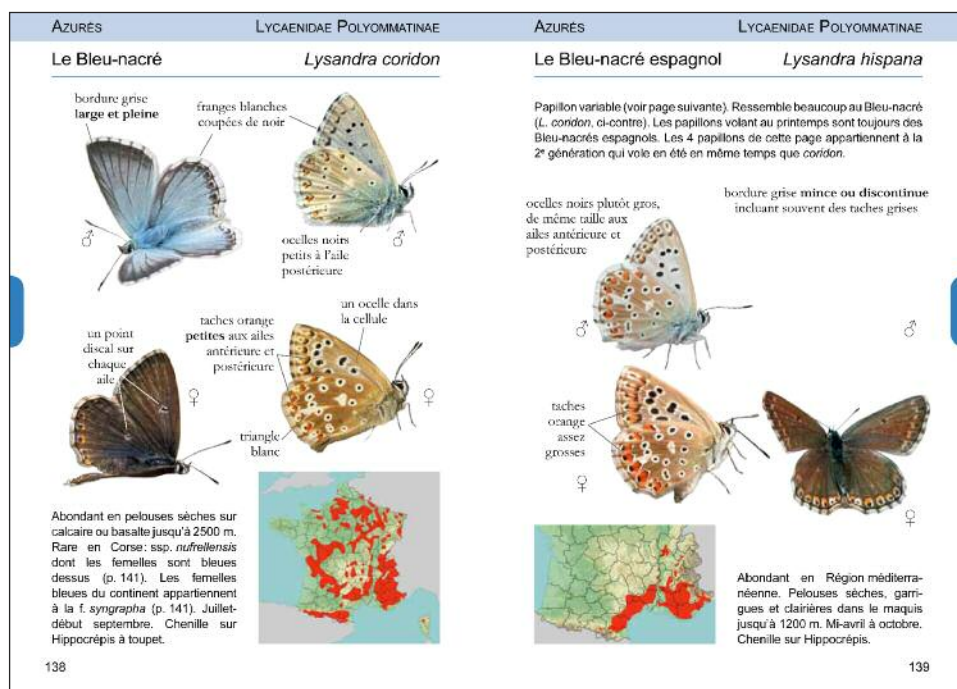 AZURÉS LYCAENIDAE POLYOMMATINAE
Le Bleu-nacré Lysandra coridon
bordure grise
large et pleine
franges blanches
coupées de noir
♂
ocelles noirs
petits à l'aile
postérieure
♂
un point
discal sur
chaque
aile
♀
taches orange
petites aux ailes
antérieure et
postérieure
un ocelle dans
la cellule
♀
triangle
blanc
Abondant en pelouses sèches sur
calcaire ou basalte jusqu'à 2500 m.
Rare en Corse: ssp. nufrellensis
dont les femelles sont bleues
dessus (p. 141). Les femelles
bleues du continent appartiennent
à la f. syngrapha (p. 141). Juillet-
début septembre. Chenille sur
Hippocrépis à toupet.
138
AZURÉS LYCAENIDAE POLYOMMATINAE
Le Bleu-nacré espagnol Lysandra hispana
Papillon variable (voir page suivante). Ressemble beaucoup au Bleu-nacré
(L. coridon, ci-contre). Les papillons volant au printemps sont toujours des
Bleu-nacrés espagnols. Les 4 papillons de cette page appartiennent à la
2e génération qui vole en été en même temps que coridon.
ocelles noirs plutôt gros,
de même taille aux
ailes antérieure et
postérieure
♂
bordure grise mince ou discontinue
incluant souvent des taches grises
♂
taches
orange
assez
grosses
♀
♀
Abondant en Région méditerra-
néenne. Pelouses sèches, garri-
gues et clairières dans le maquis
jusqu'à 1200 m. Mi-avril à octobre.
Chenille sur Hippocrépis.
139